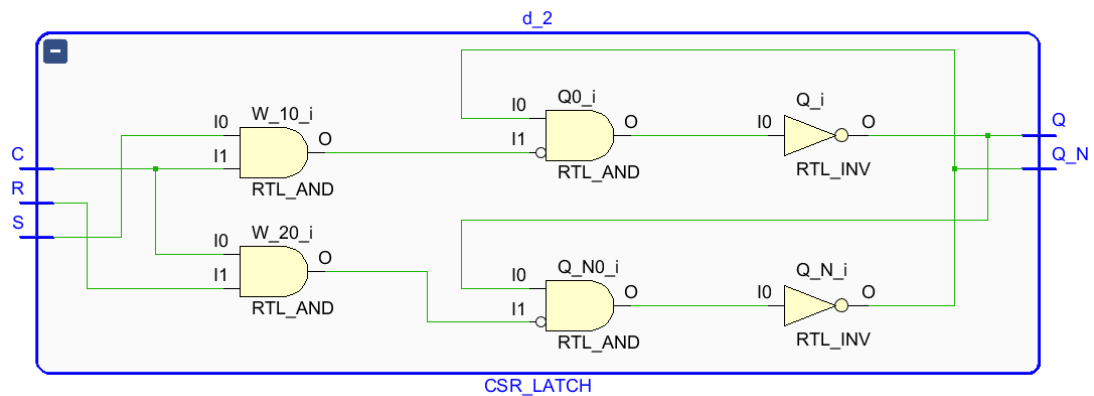 d_2
W_10_i
I0
I1
O
RTL_AND
Q0_i
I0
I1
O
RTL_AND
Q_i
I0
O
RTL_INV
Q
Q_N
C
R
S
W_20_i
I0
I1
O
RTL_AND
Q_N0_i
I0
I1
O
RTL_AND
Q_N_i
I0
O
RTL_INV
CSR_LATCH